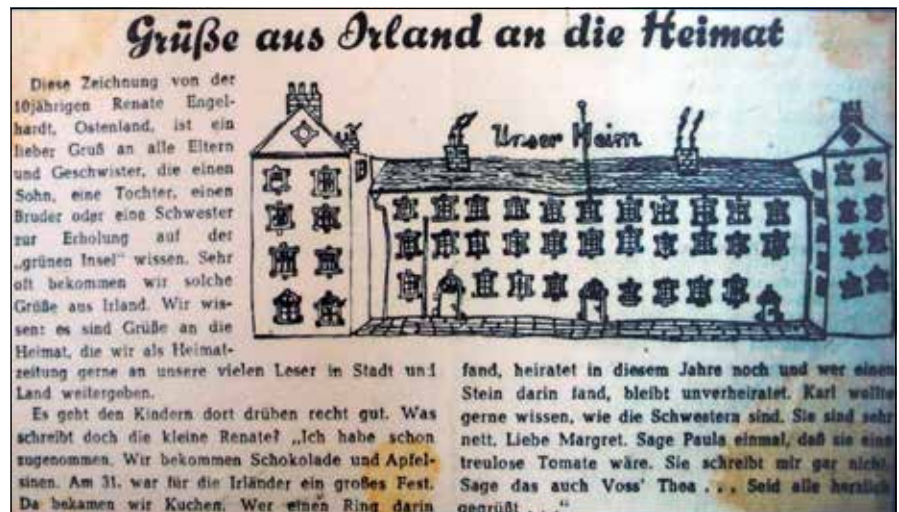 Grüße aus Irland an die Heimat
Diese Zeichnung von der
10jährigen Renate Engel-
hardt, Ostenland, ist ein
lieber Gruß an alle Eltern
und Geschwister, die einen
Sohn, eine Tochter, einen
Bruder oder eine Schwester
zur Erholung auf der
„grünen Insel" wissen. Sehr
oft bekommen wir solche
Grüße aus Irland. Wir wis-
sen: es sind Grüße an die
Heimat, die wir als Heimat-
zeitung gerne an unsere vielen Leser in Stadt und
Land weitergeben.
Es geht den Kindern dort drüben recht gut. Was
schreibt doch die kleine Renate? „Ich habe schon
zugenommen. Wir bekommen Schokolade und Apfel-
sinen. Am 31. war für die Irländer ein großes Fest.
Da bekamen wir Kuchen. Wer einen Ring darin
Unser Heim
fand, heiratet in diesem Jahre noch und wer einen
Stein darin fand, bleibt unverheiratet. Karl wollte
gerne wissen, wie die Schwestern sind. Sie sind sehr
nett. Liebe Margret. Sage Paula einmal, daß sie eine
treulose Tomate wäre. Sie schreibt mir gar nicht.
Sage das auch Voss' Thea . . . Seid alle herzlich
gegrüßt . . ."